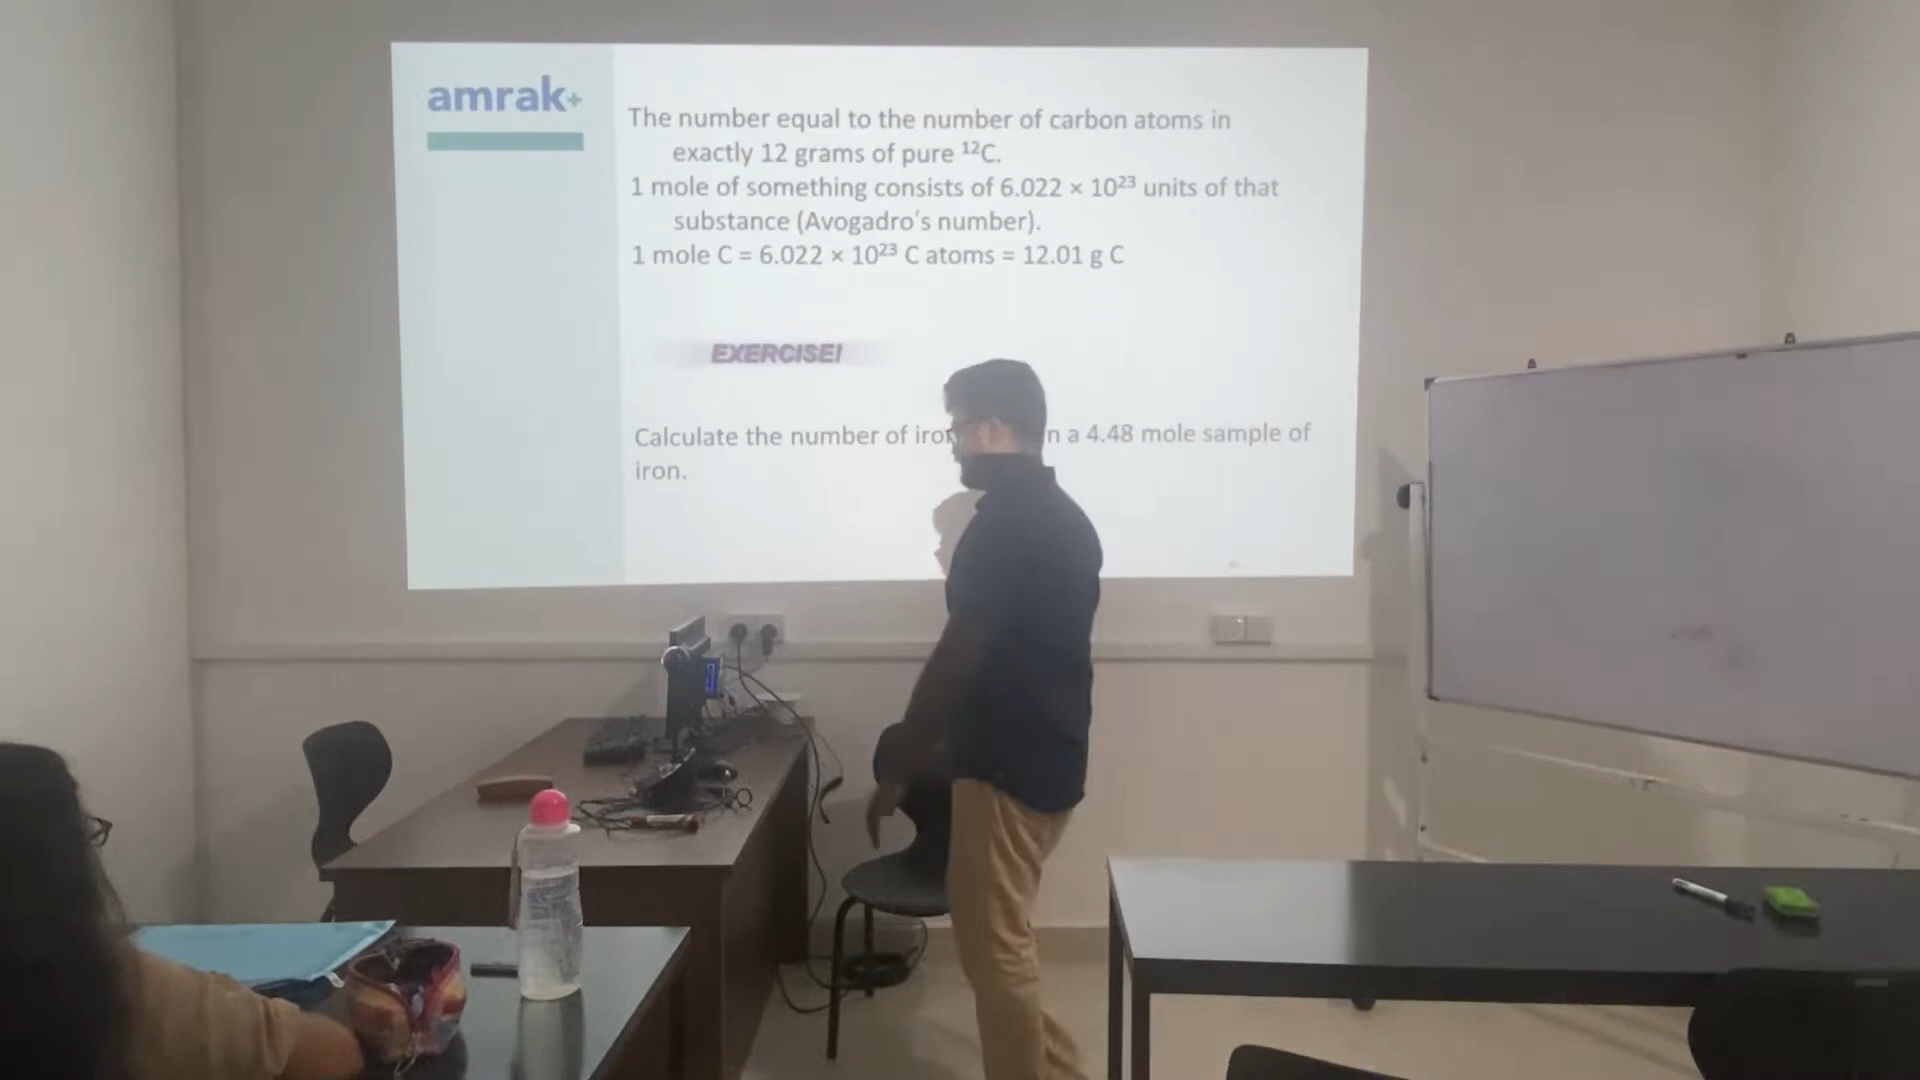 amrak+
The number equal to the number of carbon atoms in
exactly 12 grams of pure ¹²C.
1 mole of something consists of 6.022 × 10²³ units of that
substance (Avogadro's number).
1 mole C = 6.022 × 10²³ C atoms = 12.01 g C
EXERCISE!
Calculate the number of iron a 4.48 mole sample of
iron.